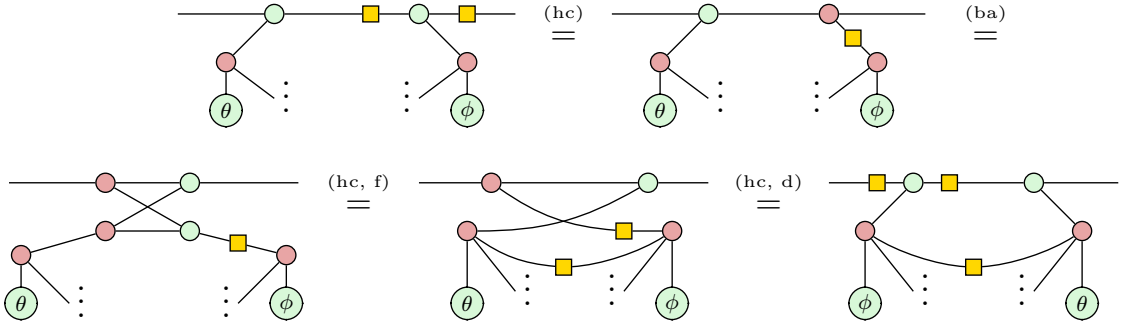 (hc)
=
(ba)
=
θ
⋮
⋮
ϕ
θ
⋮
⋮
ϕ
(hc, f)
=
(hc, d)
=
θ
⋮
⋮
ϕ
θ
⋮
⋮
ϕ
ϕ
⋮
⋮
θ